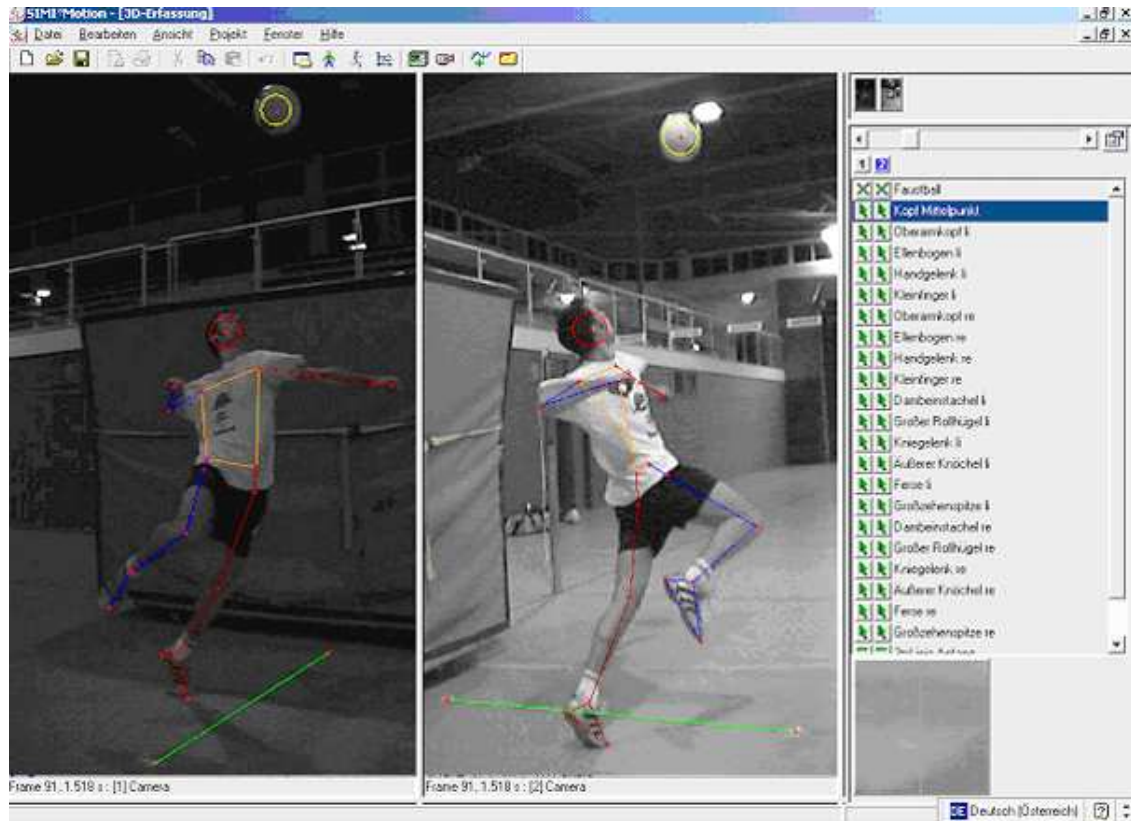 SIMI°Motion - [3D-Erfassung]
Datei Bearbeiten Ansicht Projekt Fenster Hilfe
1 2
Faustball
Kopf Mittelpunkt
Oberarmkopf li
Ellenbogen li
Handgelenk li
Kleinfinger li
Oberarmkopf re
Ellenbogen re
Handgelenk re
Kleinfinger re
Darmbeinstachel li
Großer Rollhügel li
Kniegelenk li
Äußerer Knöchel li
Ferse li
Großzehenspitze li
Darmbeinstachel re
Großer Rollhügel re
Kniegelenk re
Äußerer Knöchel re
Ferse re
Großzehenspitze re
Frame 91, 1.518 s : [1] Camera
Frame 91, 1.518 s : [2] Camera
DE Deutsch (Österreich)